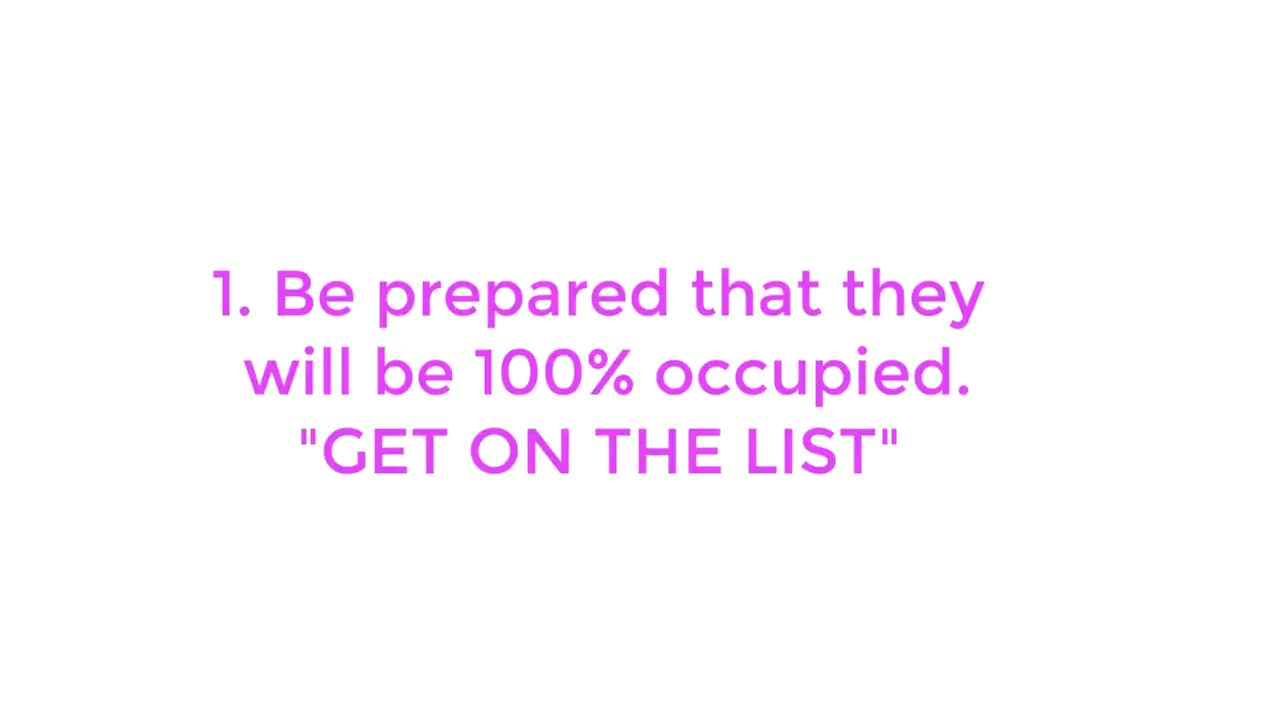 1. Be prepared that they
will be 100% occupied.
"GET ON THE LIST"